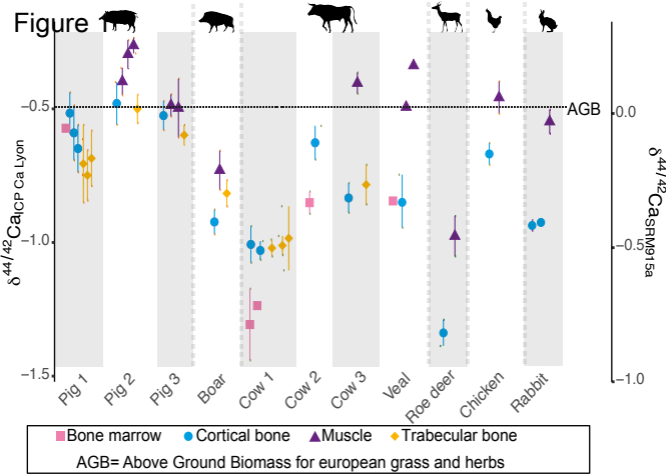 Figure 1
−0.5
−1.0
−1.5
δ44/42CaICP Ca Lyon
AGB
0.0
−0.5
−1.0
δ44/42CaSRM915a
Pig 1
Pig 2
Pig 3
Boar
Cow 1
Cow 2
Cow 3
Veal
Roe deer
Chicken
Rabbit
Bone marrow Cortical bone Muscle Trabecular bone
AGB= Above Ground Biomass for european grass and herbs